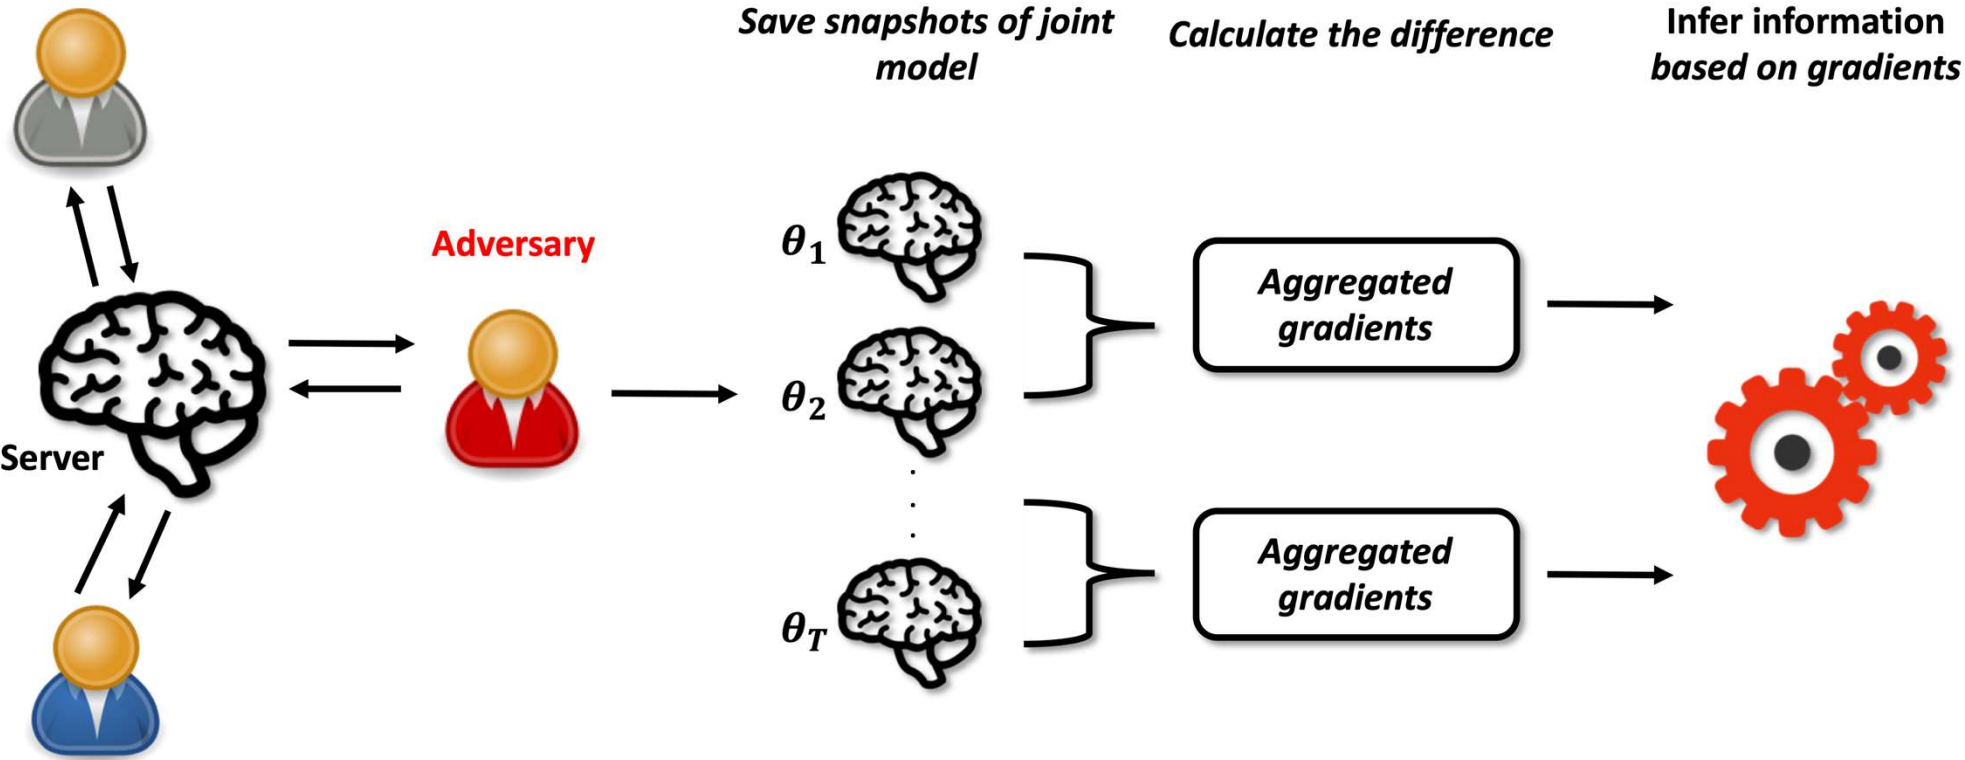 Save snapshots of joint
model
Calculate the difference
Infer information
based on gradients
Adversary
Server
θ1
θ2
.
.
.
θT
Aggregated
gradients
Aggregated
gradients